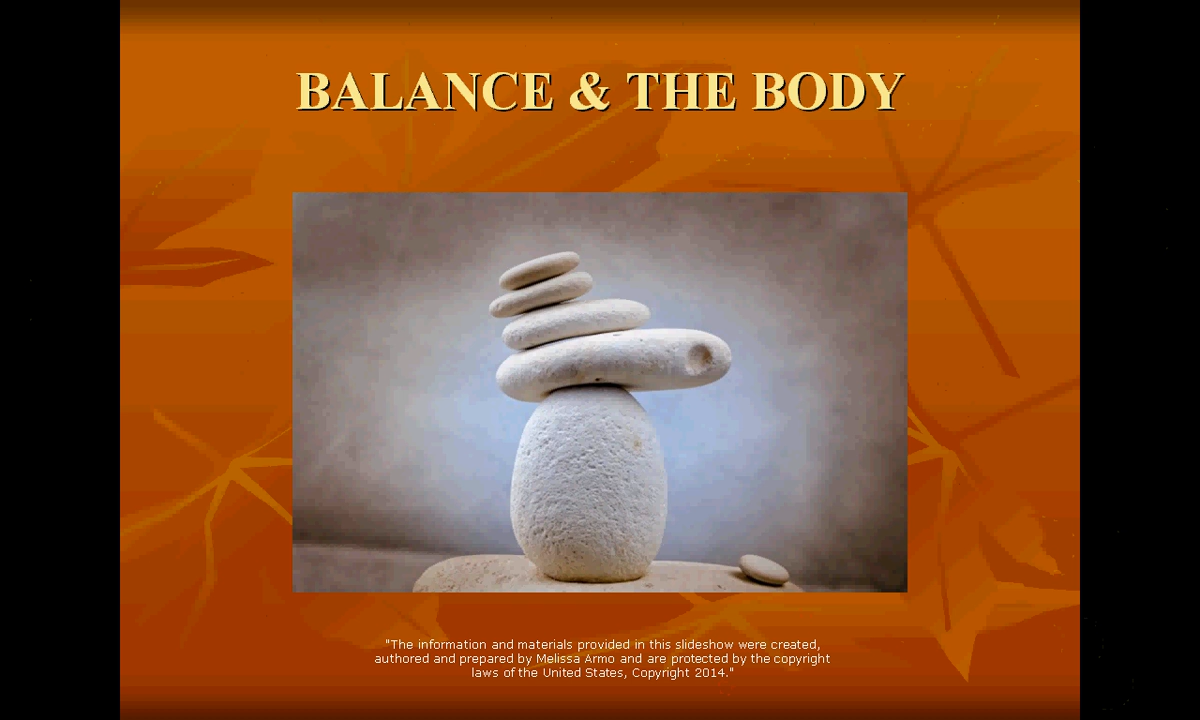 BALANCE & THE BODY
"The information and materials provided in this slideshow were created,
authored and prepared by Melissa Armo and are protected by the copyright
laws of the United States, Copyright 2014."